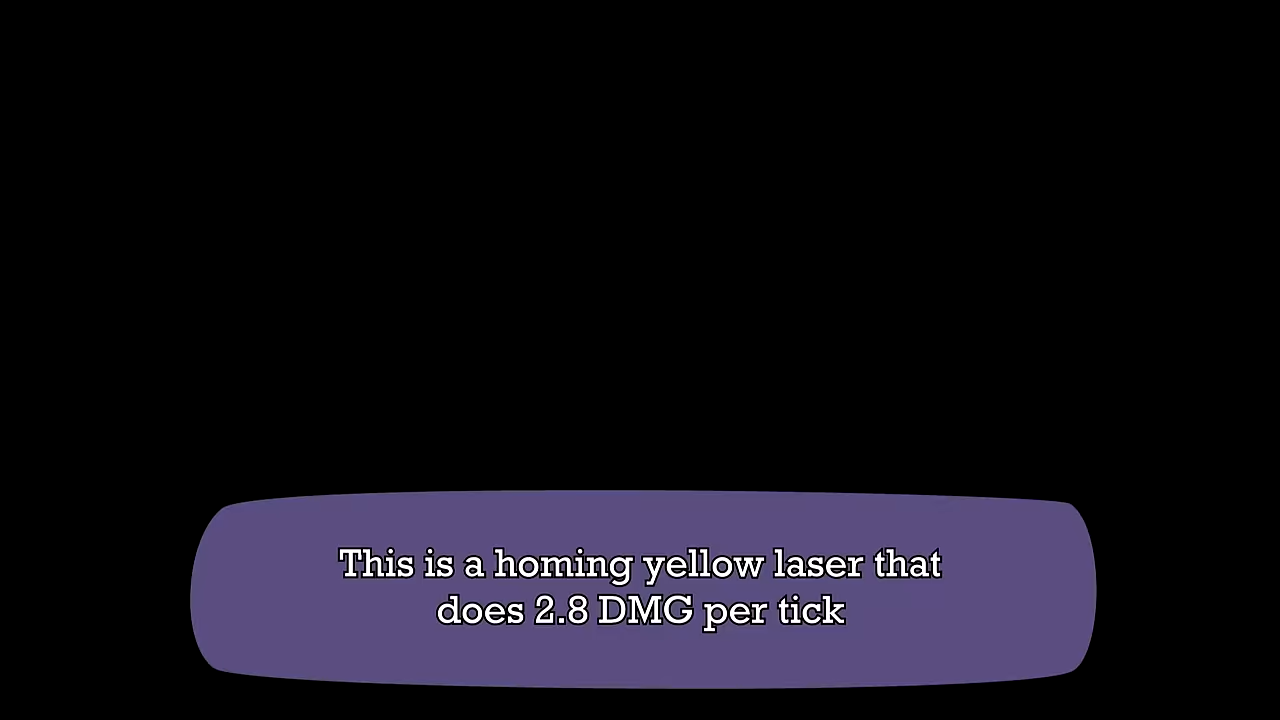 This is a homing yellow laser that
does 2.8 DMG per tick